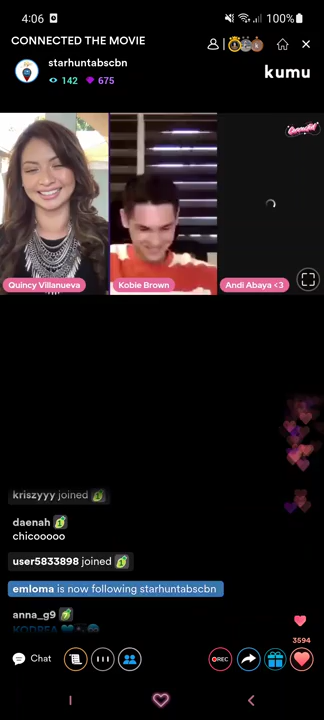 4:06
100%
CONNECTED THE MOVIE
starhuntabscbn
142 675
kumu
Connected
Quincy Villanueva
Kobie Brown
Andi Abaya <3
kriszyyy joined
daenah
chicooooo
user5833898 joined
emloma is now following starhuntabscbn
anna_g9
KODREA
3594
Chat
REC